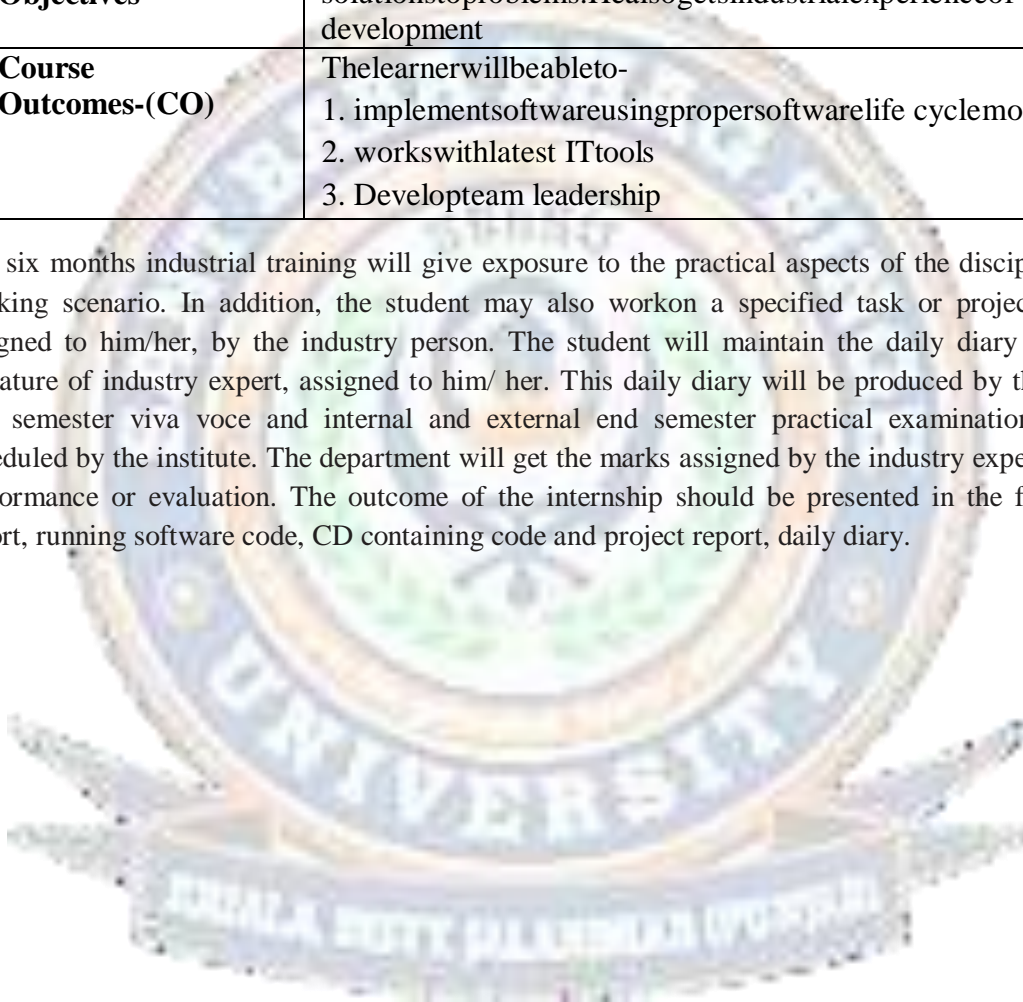 Objectives solutionstoproblems.Healsogetsindustrialexperienceof
development
Course Thelearnerwillbeableto-
Outcomes-(CO) 1. implementsoftwareusingpropersoftwarelife cyclemo
2. workswithlatest ITtools
3. Developteam leadership
six months industrial training will give exposure to the practical aspects of the discip
king scenario. In addition, the student may also workon a specified task or projec
gned to him/her, by the industry person. The student will maintain the daily diary
ature of industry expert, assigned to him/ her. This daily diary will be produced by th
semester viva voce and internal and external end semester practical examination
eduled by the institute. The department will get the marks assigned by the industry expe
ormance or evaluation. The outcome of the internship should be presented in the f
ort, running software code, CD containing code and project report, daily diary.
UNIVERSITY